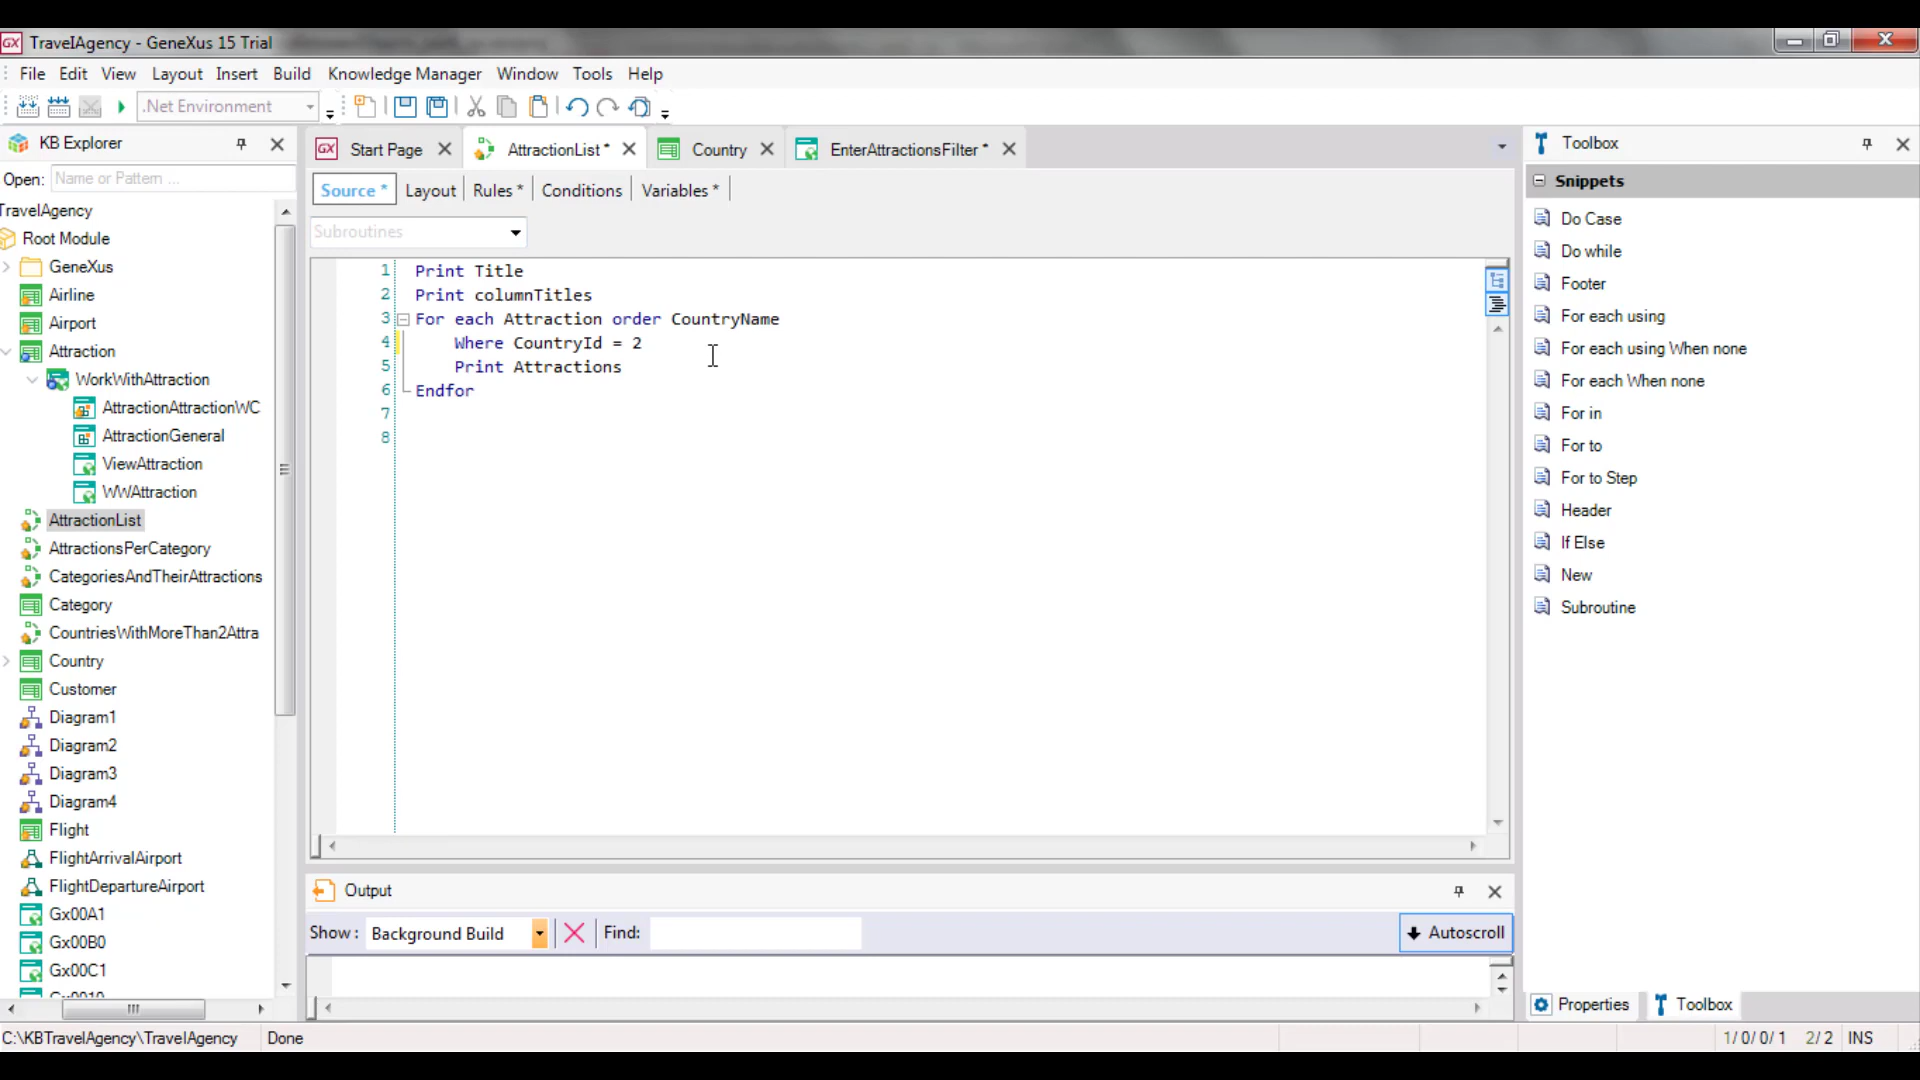 TravelAgency - GeneXus 15 Trial
File Edit View Layout Insert Build Knowledge Manager Window Tools Help
.Net Environment
KB Explorer
Open: Name or Pattern ...
TravelAgency
Root Module
GeneXus
Airline
Airport
Attraction
WorkWithAttraction
AttractionAttractionWC
AttractionGeneral
ViewAttraction
WWAttraction
AttractionList
AttractionsPerCategory
CategoriesAndTheirAttractions
Category
CountriesWithMoreThan2Attra
Country
Customer
Diagram1
Diagram2
Diagram3
Diagram4
Flight
FlightArrivalAirport
FlightDepartureAirport
Gx00A1
Gx00B0
Gx00C1
Start Page AttractionList * Country EnterAttractionsFilter *
Source * Layout Rules * Conditions Variables *
Subroutines
1 Print Title
2 Print columnTitles
3 For each Attraction order CountryName
4 Where CountryId = 2
5 Print Attractions
6 Endfor
7
8
Output
Show : Background Build Find: Autoscroll
Toolbox
Snippets
Do Case
Do while
Footer
For each using
For each using When none
For each When none
For in
For to
For to Step
Header
If Else
New
Subroutine
Properties Toolbox
C:\KBTravelAgency\TravelAgency Done 1/0/0/1 2/2 INS